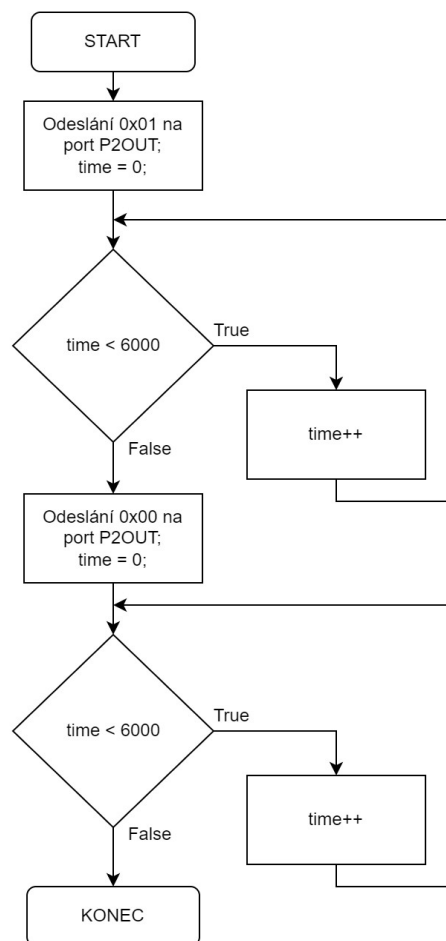 START
Odeslání 0x01 na
port P2OUT;
time = 0;
time < 6000
True
time++
False
Odeslání 0x00 na
port P2OUT;
time = 0;
time < 6000
True
time++
False
KONEC